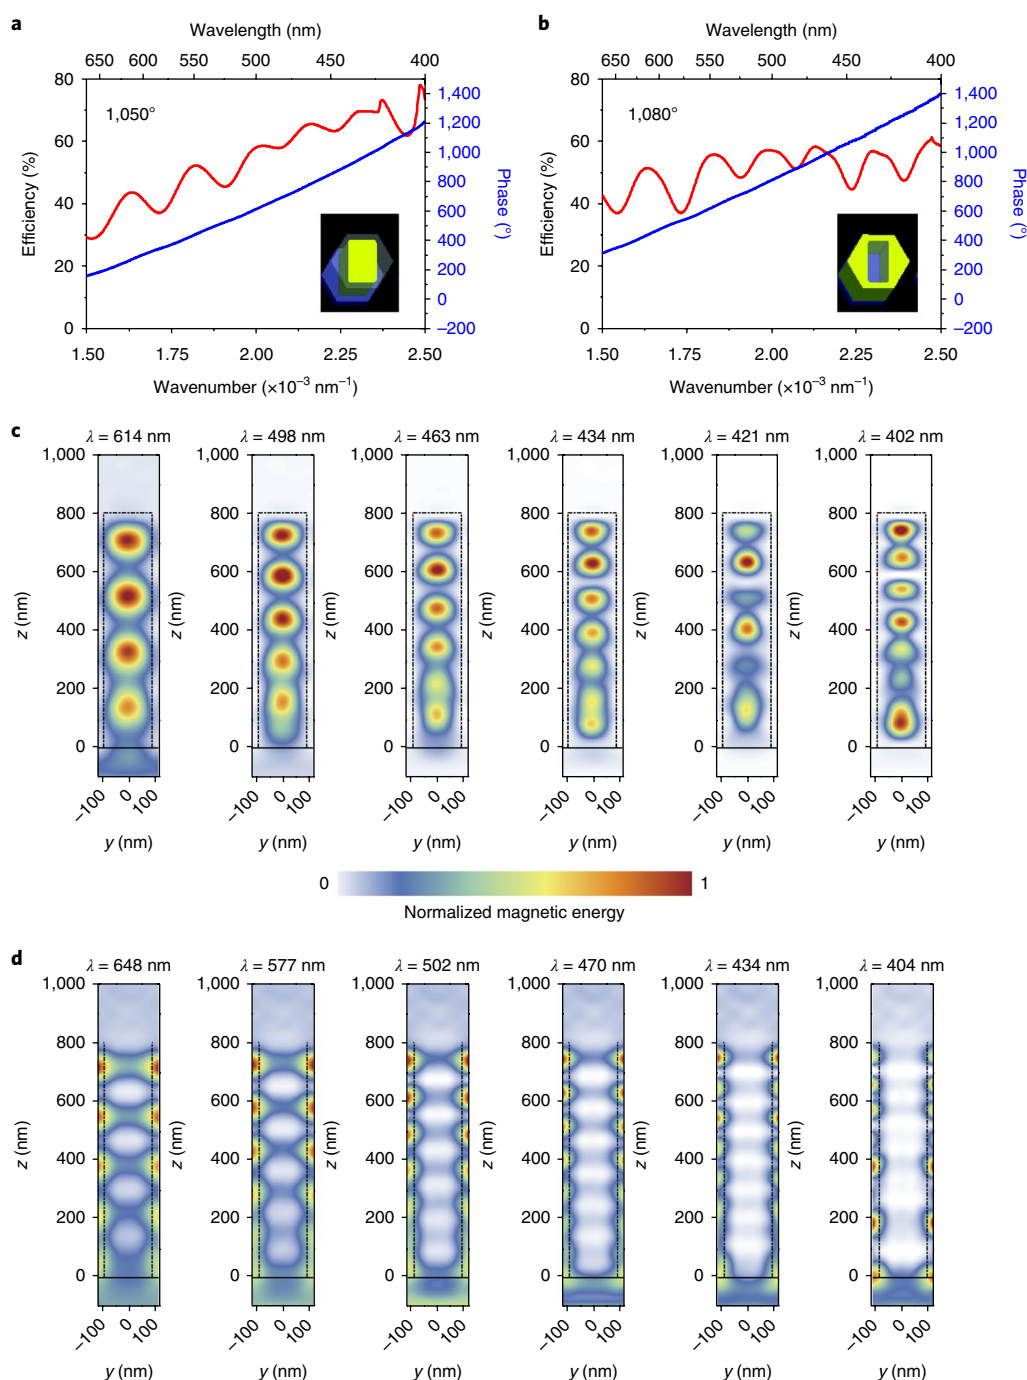 a
b
Wavelength (nm)
Wavelength (nm)
650 600 550 500 450 400
650 600 550 500 450 400
80
60
40
20
0
Efficiency (%)
1,050°
1,400
1,200
1,000
800
600
400
200
0
–200
Phase (°)
1.50 1.75 2.00 2.25 2.50
Wavenumber (×10⁻³ nm⁻¹)
80
60
40
20
0
Efficiency (%)
1,080°
1,400
1,200
1,000
800
600
400
200
0
–200
Phase (°)
1.50 1.75 2.00 2.25 2.50
Wavenumber (×10⁻³ nm⁻¹)
c
λ = 614 nm λ = 498 nm λ = 463 nm λ = 434 nm λ = 421 nm λ = 402 nm
1,000 1,000 1,000 1,000 1,000 1,000
800 800 800 800 800 800
600 600 600 600 600 600
z (nm) z (nm) z (nm) z (nm) z (nm) z (nm)
400 400 400 400 400 400
200 200 200 200 200 200
0 0 0 0 0 0
–100 0 100 –100 0 100 –100 0 100 –100 0 100 –100 0 100 –100 0 100
y (nm) y (nm) y (nm) y (nm) y (nm) y (nm)
0 1
Normalized magnetic energy
d
λ = 648 nm λ = 577 nm λ = 502 nm λ = 470 nm λ = 434 nm λ = 404 nm
1,000 1,000 1,000 1,000 1,000 1,000
800 800 800 800 800 800
600 600 600 600 600 600
z (nm) z (nm) z (nm) z (nm) z (nm) z (nm)
400 400 400 400 400 400
200 200 200 200 200 200
0 0 0 0 0 0
–100 0 100 –100 0 100 –100 0 100 –100 0 100 –100 0 100 –100 0 100
y (nm) y (nm) y (nm) y (nm) y (nm) y (nm)